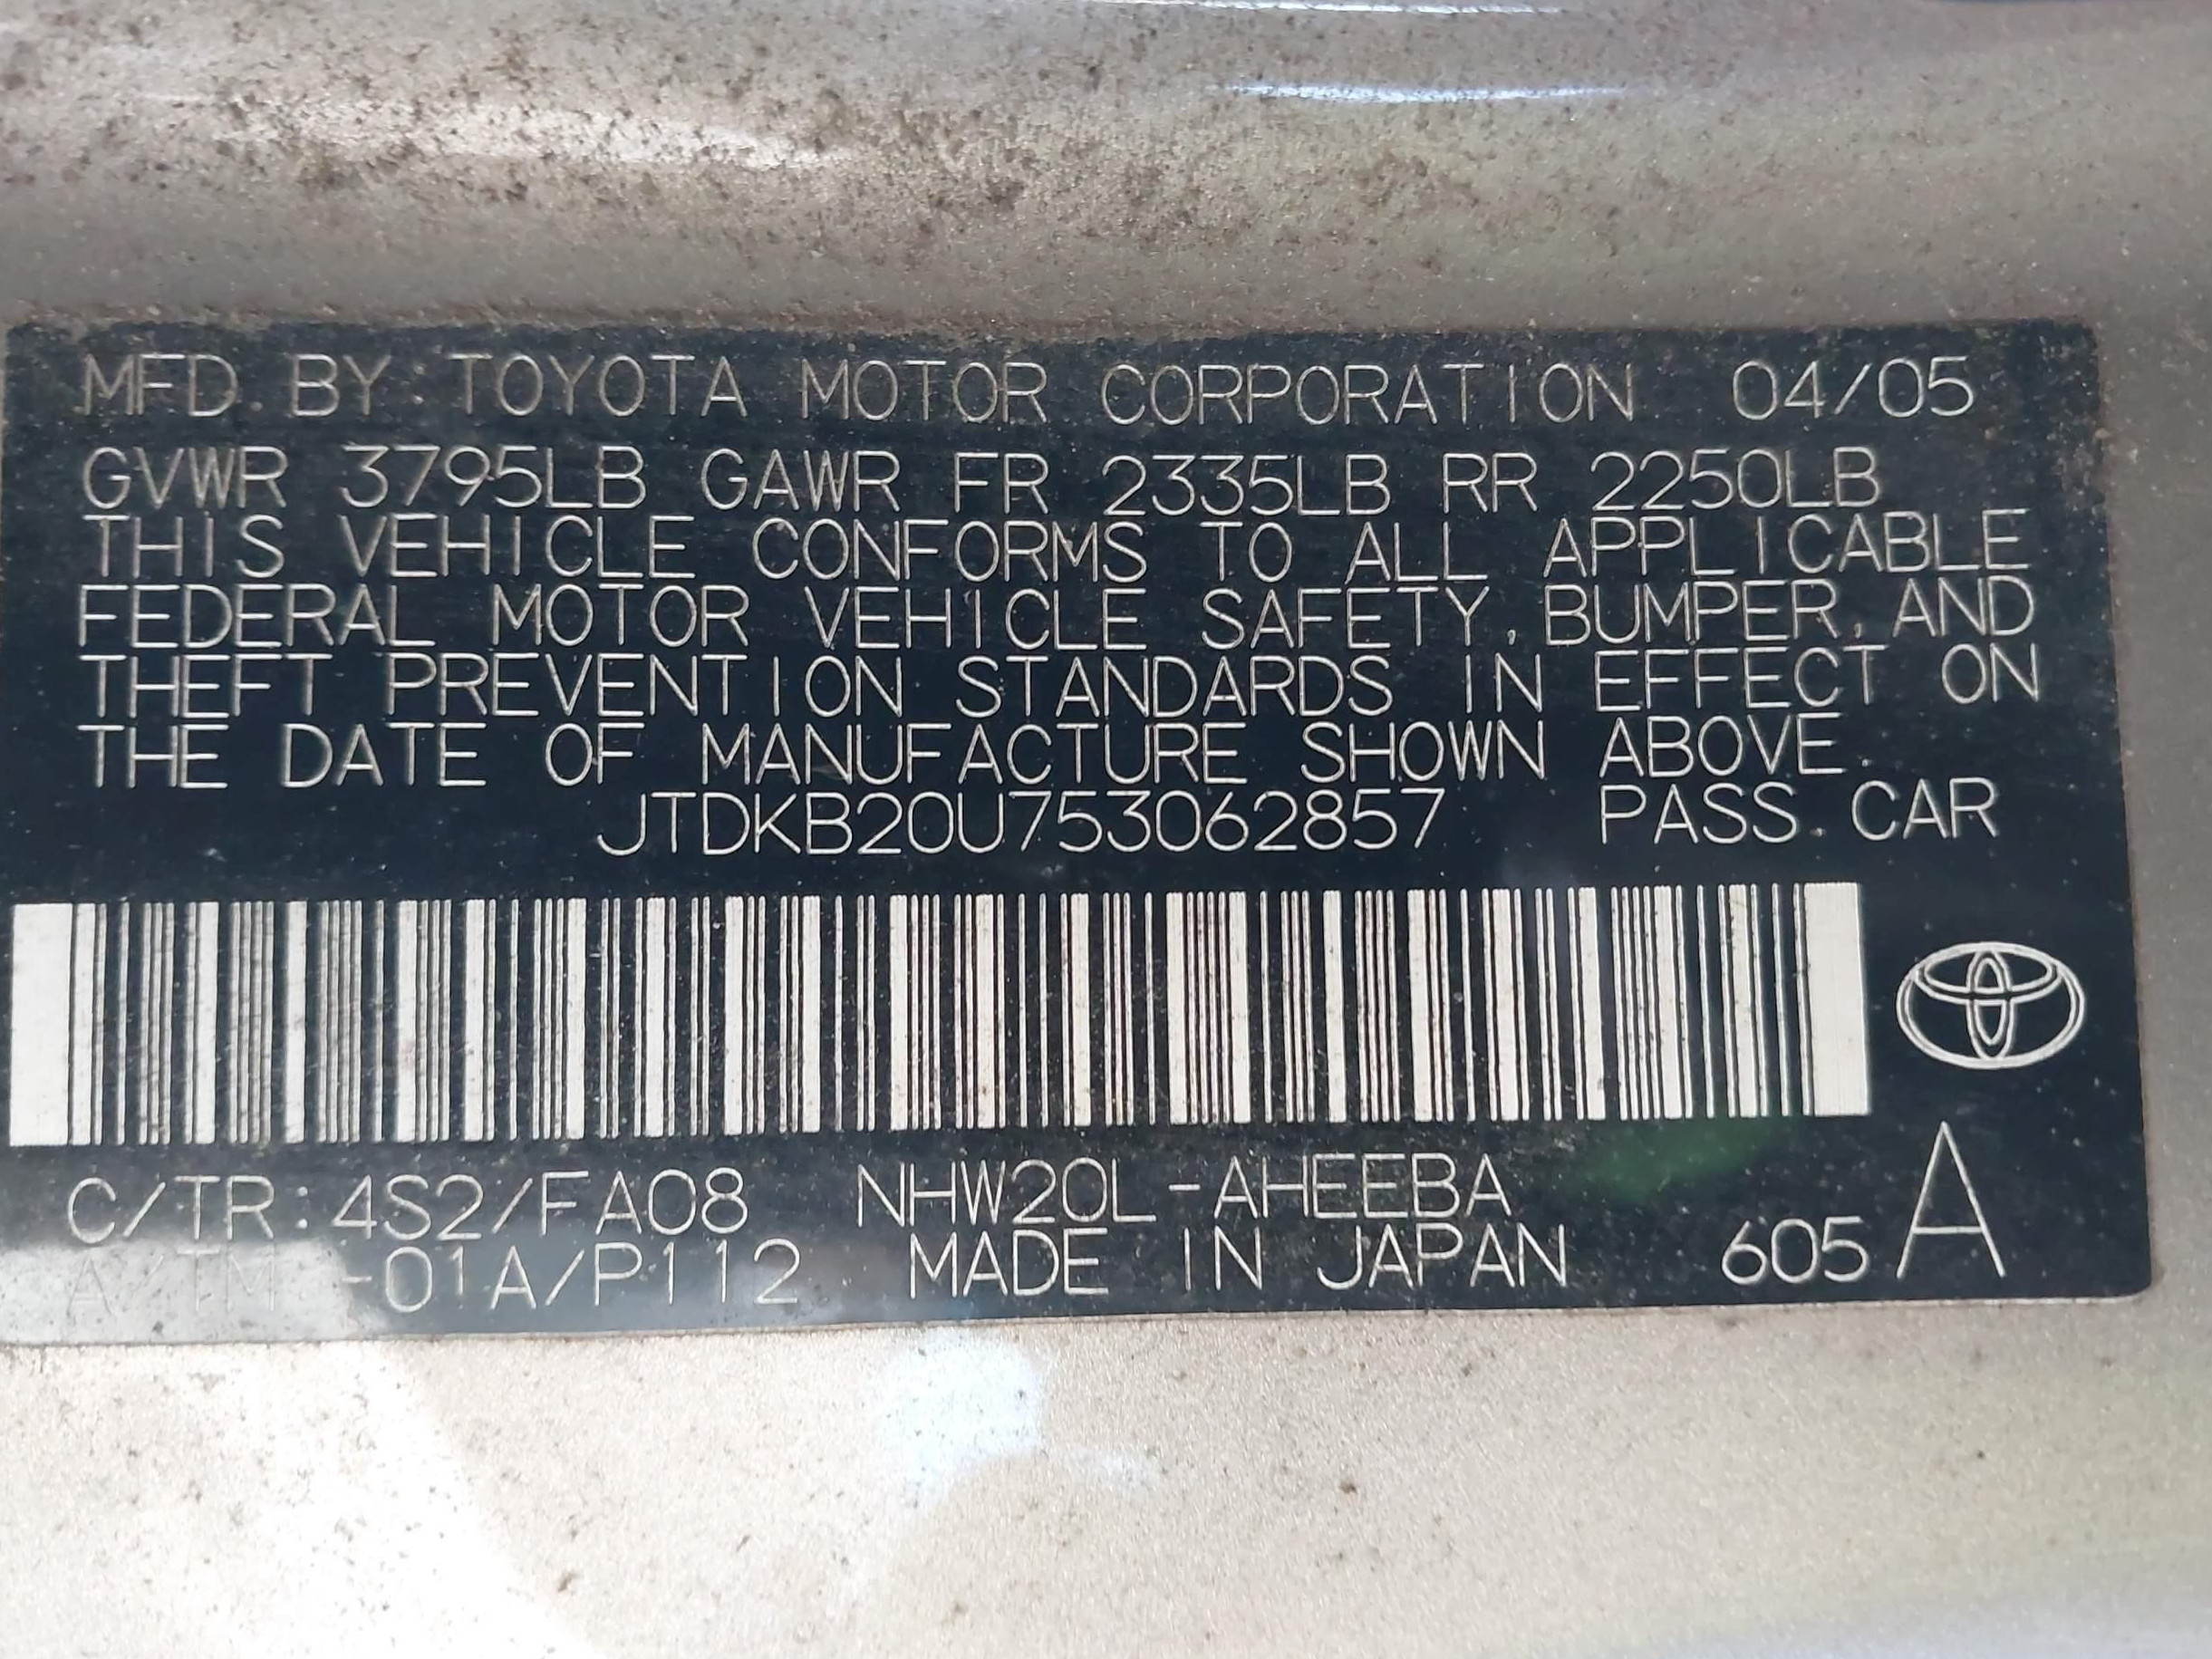 MFD. BY: TOYOTA MOTOR CORPORATION 04/05
GVWR 3795LB GAWR FR 2335LB RR 2250LB
THIS VEHICLE CONFORMS TO ALL APPLICABLE
FEDERAL MOTOR VEHICLE SAFETY, BUMPER, AND
THEFT PREVENTION STANDARDS IN EFFECT ON
THE DATE OF MANUFACTURE SHOWN ABOVE.
JTDKB20U753062857 PASS. CAR
C/TR:4S2/FA08 NHW20L-AHEEBA
A/TM -01A/P112 MADE IN JAPAN 605 A